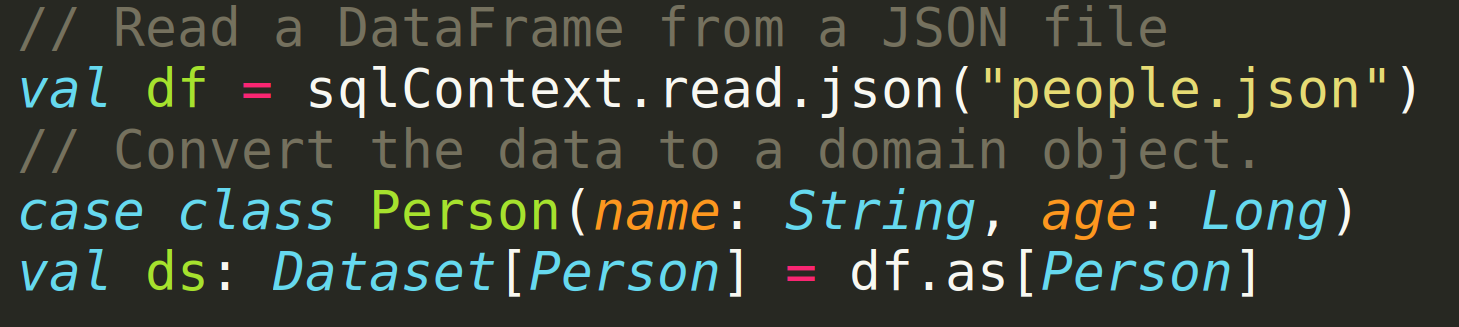 // Read a DataFrame from a JSON file
val df = sqlContext.read.json("people.json")
// Convert the data to a domain object.
case class Person(name: String, age: Long)
val ds: Dataset[Person] = df.as[Person]